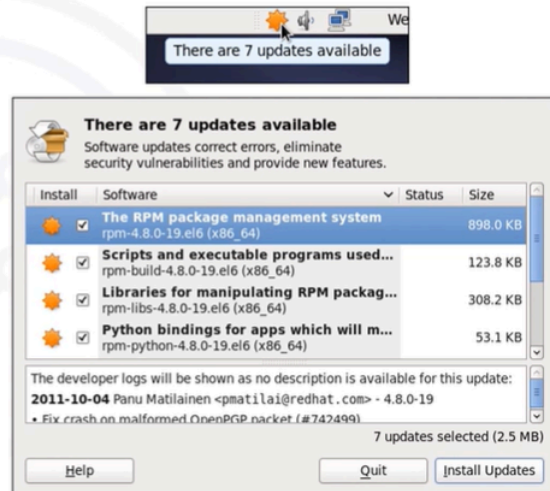 We
There are 7 updates available
There are 7 updates available
Software updates correct errors, eliminate
security vulnerabilities and provide new features.
Install Software Status Size
The RPM package management system
rpm-4.8.0-19.el6 (x86_64) 898.0 KB
Scripts and executable programs used...
rpm-build-4.8.0-19.el6 (x86_64) 123.8 KB
Libraries for manipulating RPM packag...
rpm-libs-4.8.0-19.el6 (x86_64) 308.2 KB
Python bindings for apps which will m...
rpm-python-4.8.0-19.el6 (x86_64) 53.1 KB
The developer logs will be shown as no description is available for this update:
2011-10-04 Panu Matilainen <pmatilai@redhat.com> - 4.8.0-19
• Fix crash on malformed OpenPGP packet (#742499)
7 updates selected (2.5 MB)
Help Quit Install Updates